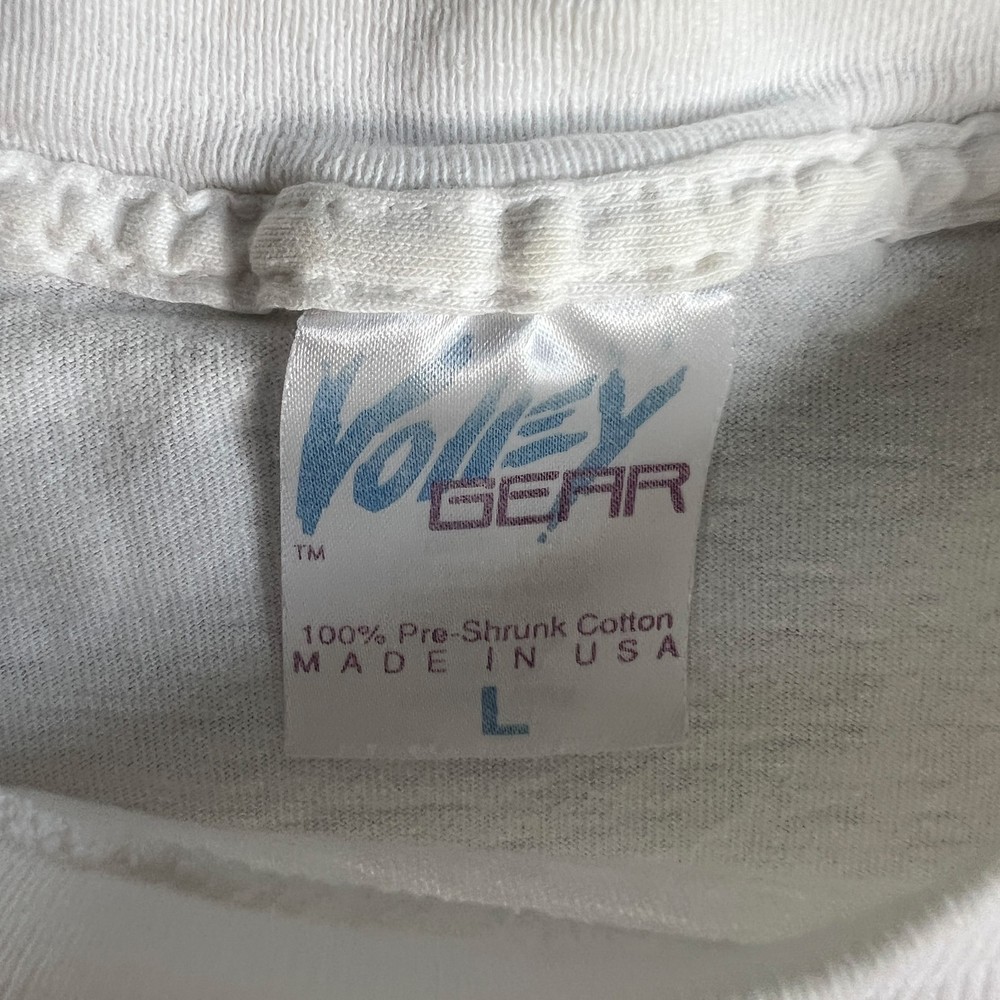 Volley
GEAR
TM
100% Pre-Shrunk Cotton
MADE IN USA
L